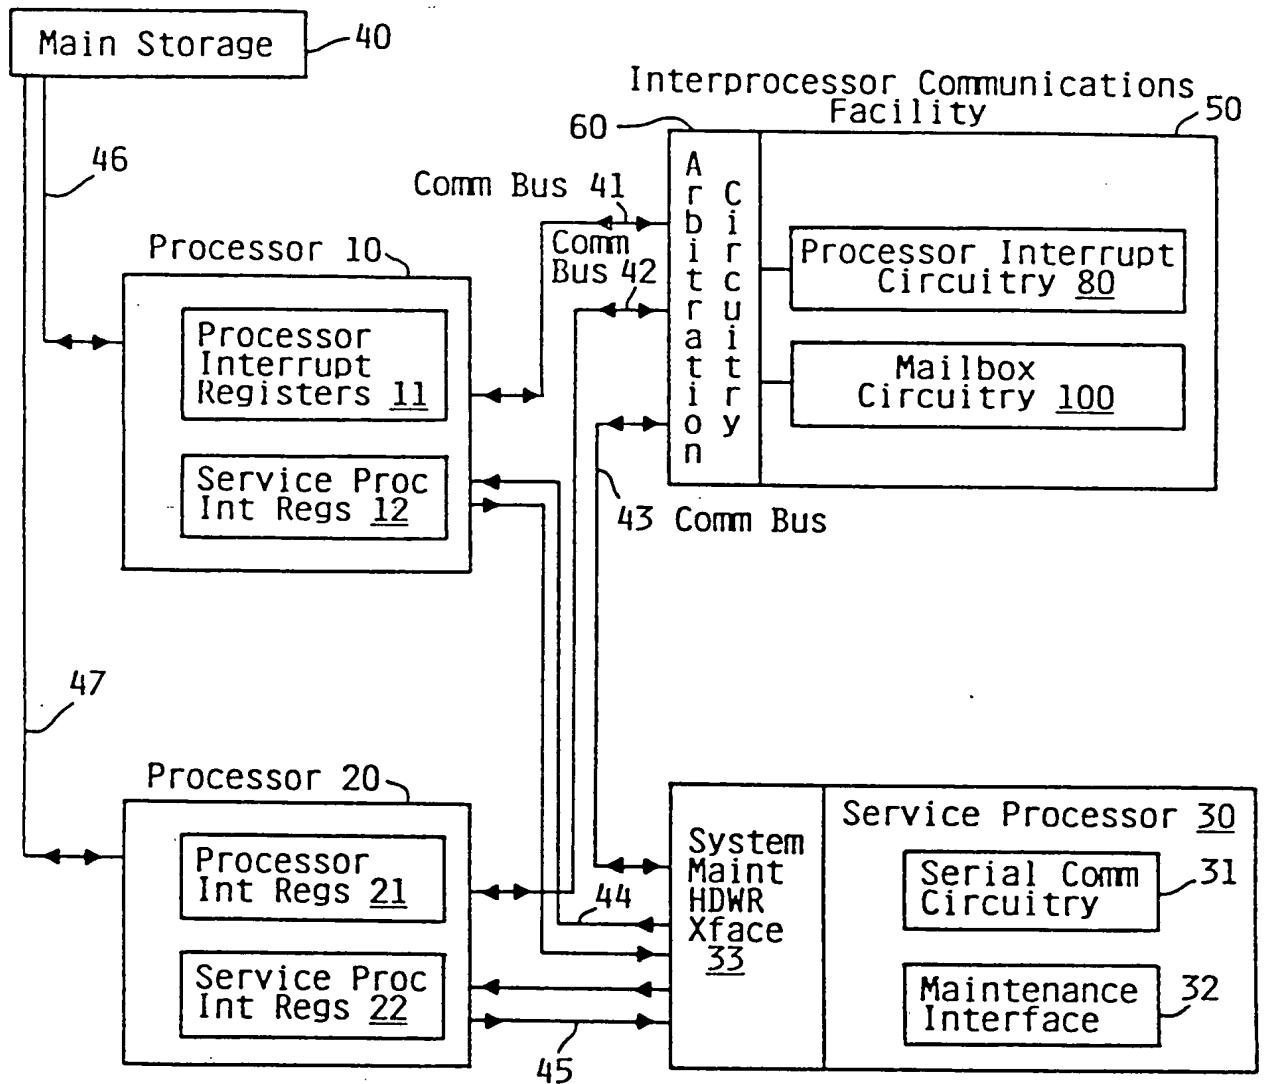 Main Storage
40
Interprocessor Communications
Facility
50
60
46
Comm Bus 41
Comm
Bus 42
Arbitration
Circuitry
Processor Interrupt
Circuitry 80
Mailbox
Circuitry 100
Processor 10
Processor
Interrupt
Registers 11
Service Proc
Int Regs 12
43 Comm Bus
47
Processor 20
Processor
Int Regs 21
Service Proc
Int Regs 22
44
45
System
Maint
HDWR
Xface
33
Service Processor 30
Serial Comm
Circuitry
31
Maintenance
Interface
32